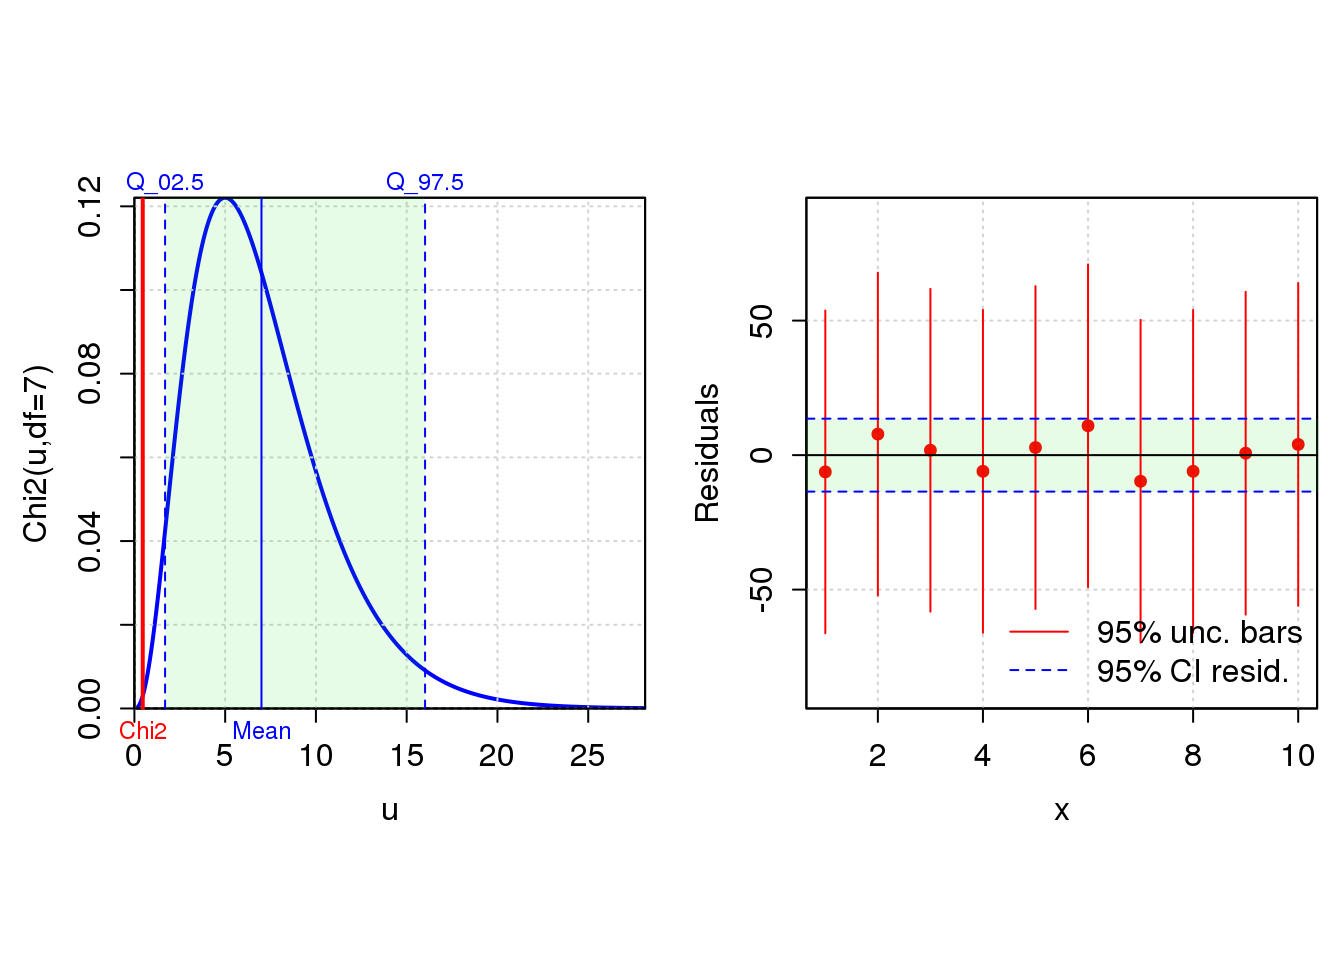 Q_02.5 Q_97.5
0.12
0.08
0.04
0.00
Chi2(u,df=7)
Chi2 Mean
0 5 10 15 20 25
u
50
0
-50
Residuals
95% unc. bars
95% CI resid.
2 4 6 8 10
x